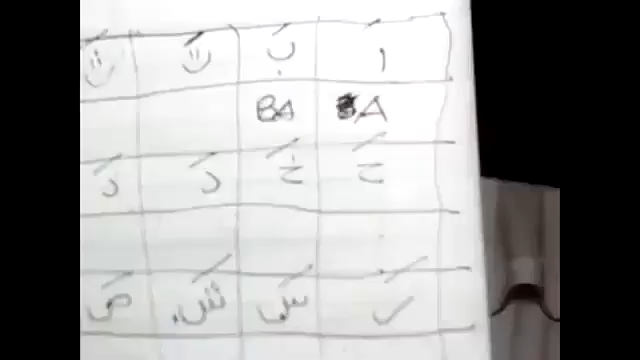 اَ بَ تَ
A BA
حَ خَ دَ
سَ شَ صَ